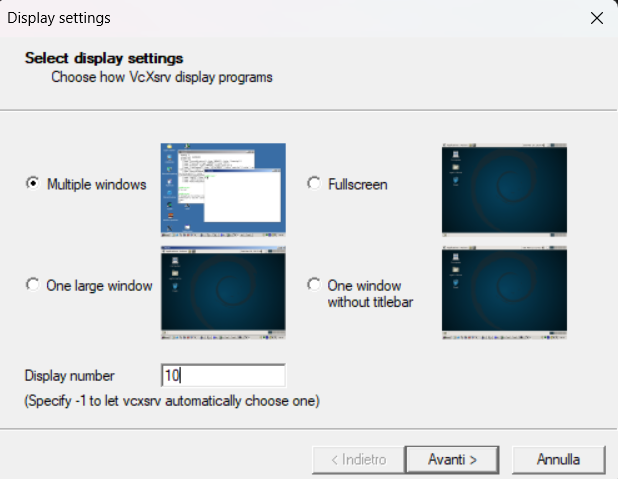 Display settings
Select display settings
Choose how VcXsrv display programs
Multiple windows
Fullscreen
One large window
One window
without titlebar
Display number
10
(Specify -1 to let vcxsrv automatically choose one)
< Indietro
Avanti >
Annulla